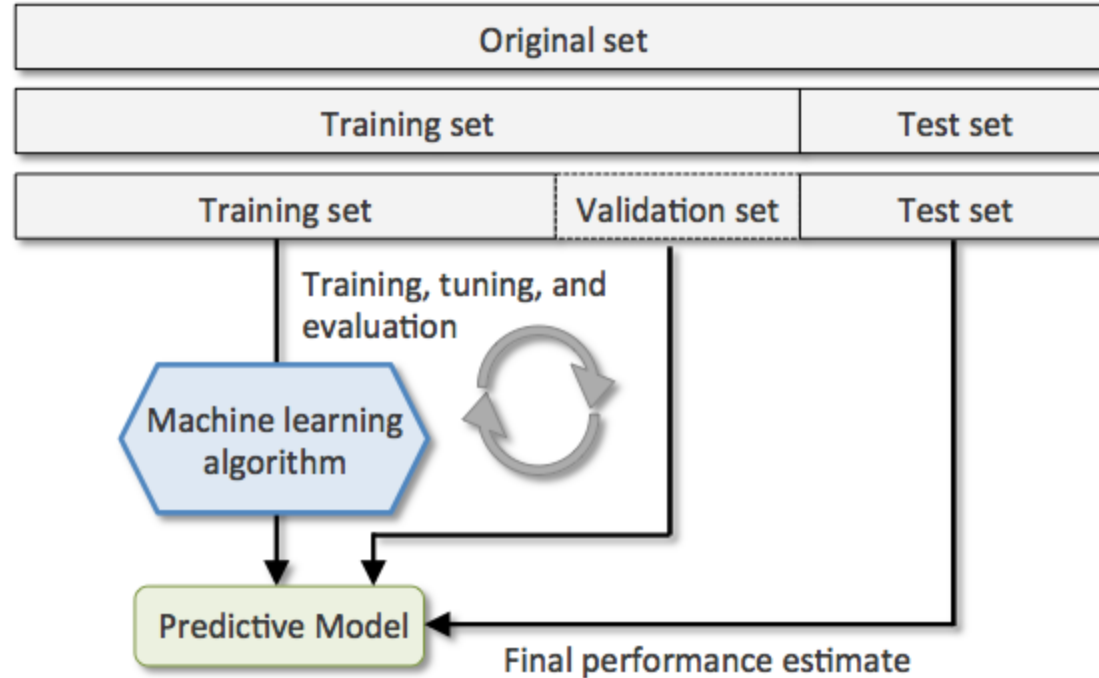 Original set
Training set
Test set
Training set
Validation set
Test set
Training, tuning, and
evaluation
Machine learning
algorithm
Predictive Model
Final performance estimate